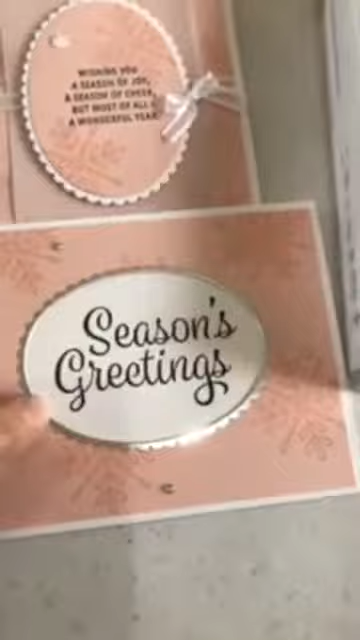 WISHING YOU
A SEASON OF JOY,
A SEASON OF CHEER,
BUT MOST OF ALL
A WONDERFUL YEAR!
Season's
Greetings